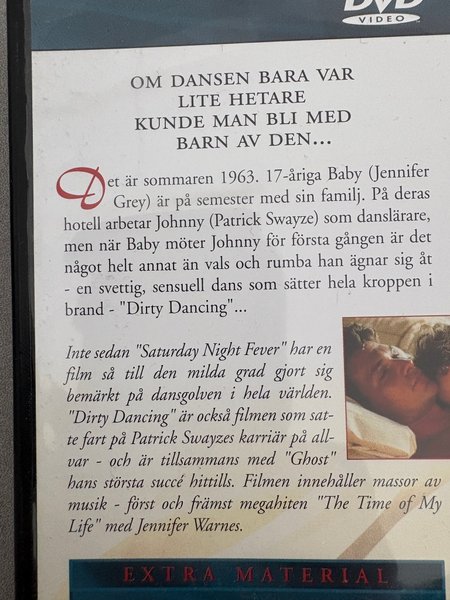 DVD
VIDEO
OM DANSEN BARA VAR
LITE HETARE
KUNDE MAN BLI MED
BARN AV DEN...
Det är sommaren 1963. 17-åriga Baby (Jennifer
Grey) är på semester med sin familj. På deras
hotell arbetar Johnny (Patrick Swayze) som danslärare,
men när Baby möter Johnny för första gången är det
något helt annat än vals och rumba han ägnar sig åt
- en svettig, sensuell dans som sätter hela kroppen i
brand - "Dirty Dancing"...
Inte sedan "Saturday Night Fever" har en
film så till den milda grad gjort sig
bemärkt på dansgolven i hela världen.
"Dirty Dancing" är också filmen som sat-
te fart på Patrick Swayzes karriär på all-
var - och är tillsammans med "Ghost"
hans största succé hittills. Filmen innehåller massor av
musik - först och främst megahiten "The Time of My
Life" med Jennifer Warnes.
EXTRA MATERIAL